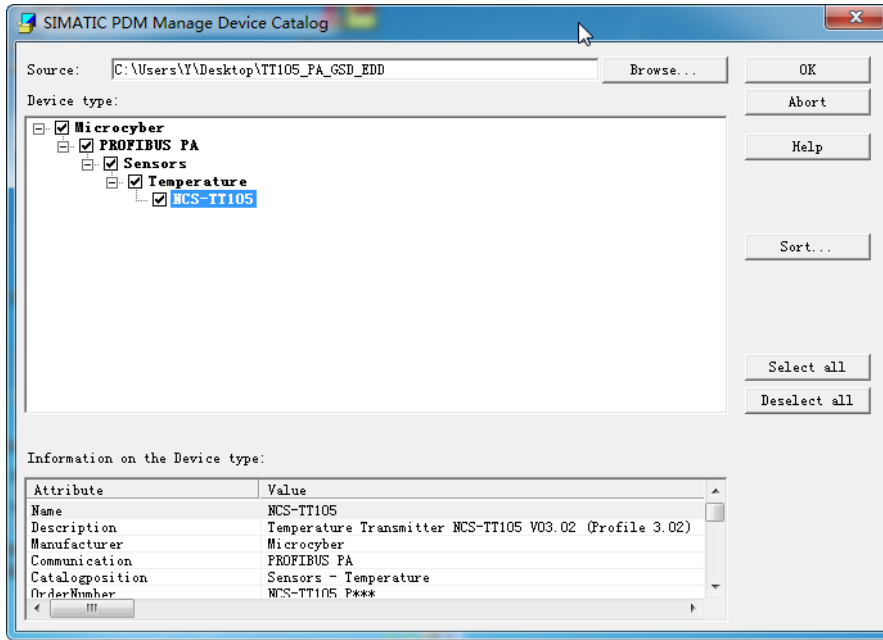 SIMATIC PDM Manage Device Catalog
Source: C:\Users\Y\Desktop\TT105_PA_GSD_EDD Browse... OK
Device type: Abort
Microcyber
PROFIBUS PA Help
Sensors
Temperature
NCS-TT105
Sort...
Select all
Deselect all
Information on the Device type:
Attribute Value
Name NCS-TT105
Description Temperature Transmitter NCS-TT105 V03.02 (Profile 3.02)
Manufacturer Microcyber
Communication PROFIBUS PA
Catalogposition Sensors - Temperature
OrderNumber NCS-TT105 P***